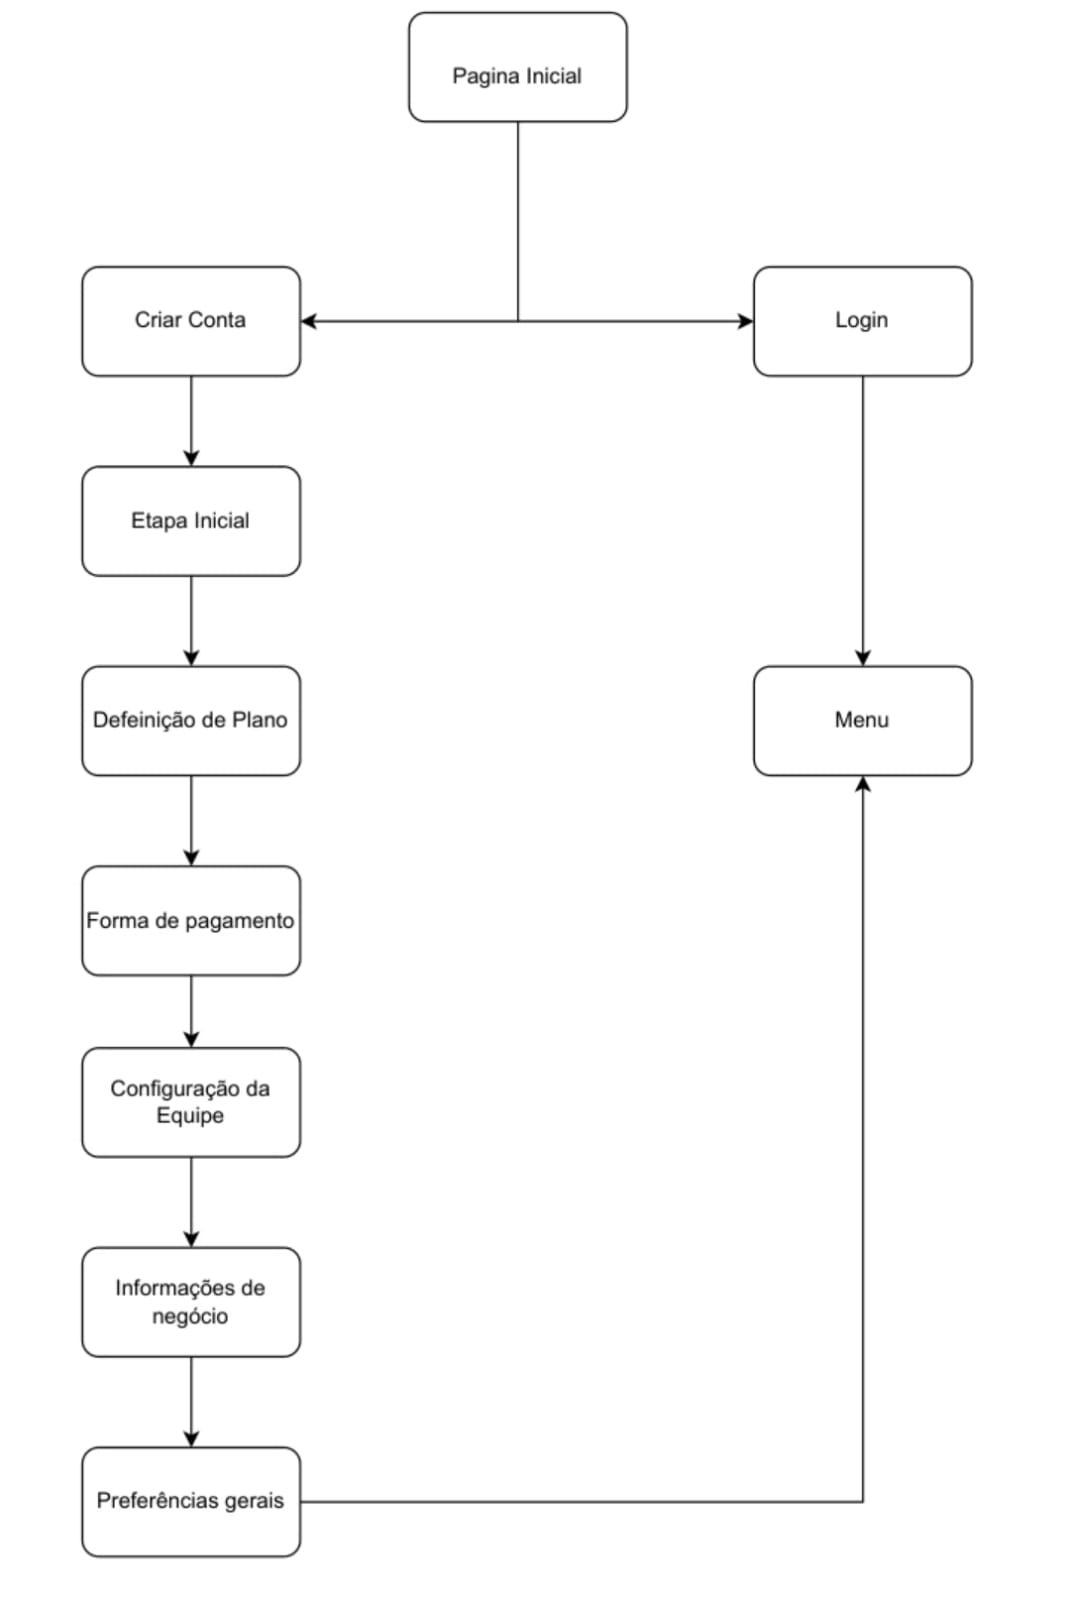 Pagina Inicial
Criar Conta
Login
Etapa Inicial
Defeinição de Plano
Menu
Forma de pagamento
Configuração da
Equipe
Informações de
negócio
Preferências gerais